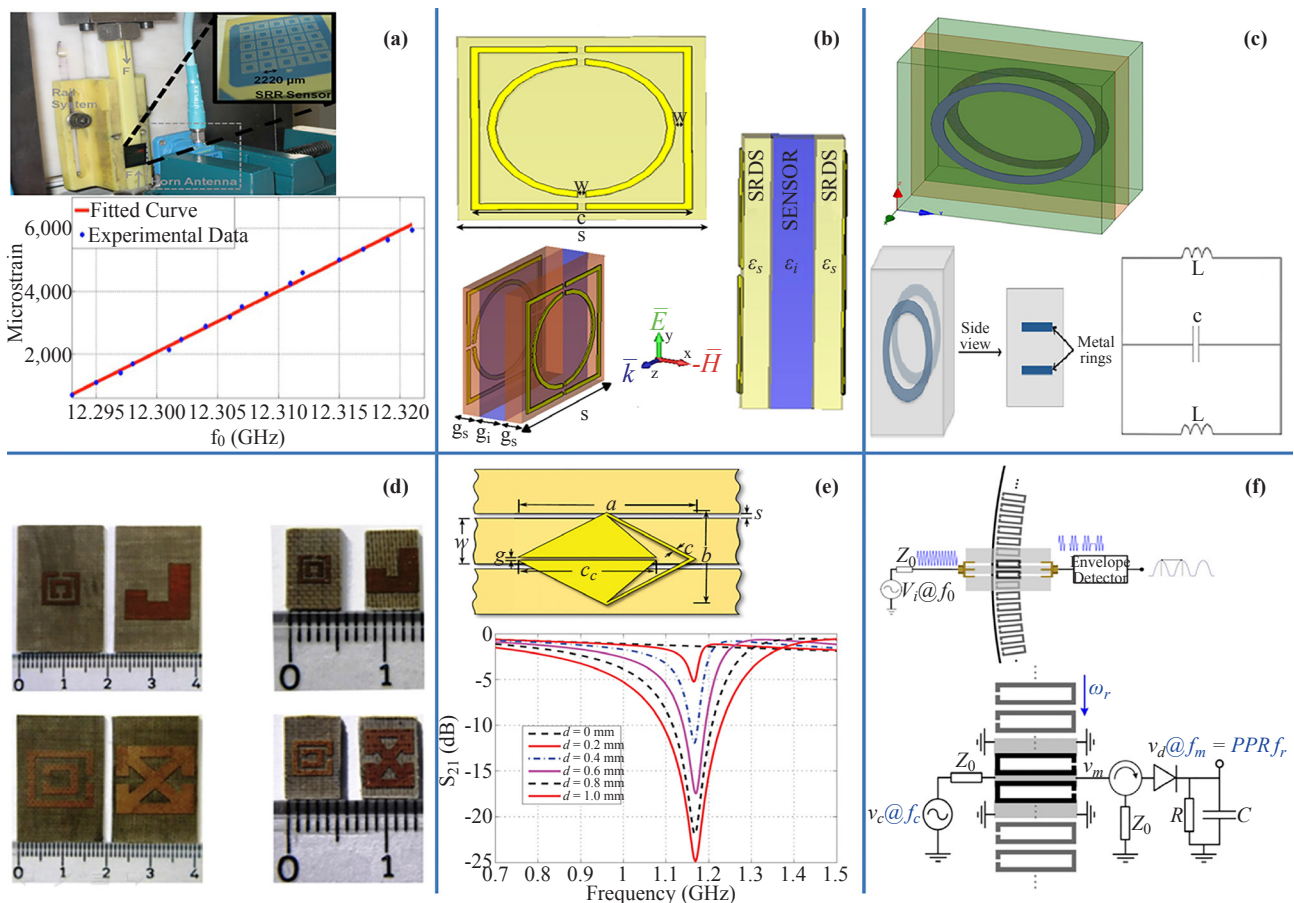 (a)
F
Rail
System
2220 µm
SRR Sensor
F
Horn Antenna
Fitted Curve
Experimental Data
Microstrain
6,000
4,000
2,000
12.295 12.300 12.305 12.310 12.315 12.320
f0 (GHz)
(b)
w
w
c
s
SRDS
SENSOR
SRDS
εs
εi
εs
E
y
x
-H
k
z
s
gs
gi
gs
(c)
z
x
Side
view
Metal
rings
L
c
L
(d)
0 1 2 3 4
0 1
0 1 2 3 4
0 1
(e)
a
s
w
g
c
b
cc
S21 (dB)
0
-5
-10
-15
-20
-25
d = 0 mm
d = 0.2 mm
d = 0.4 mm
d = 0.6 mm
d = 0.8 mm
d = 1.0 mm
0.7 0.8 0.9 1 1.1 1.2 1.3 1.4 1.5
Frequency (GHz)
(f)
Z0
Vi@f0
Envelope
Detector
ωr
Z0
vc@fc
vm
vd@fm = PPRfr
Z0
R
C